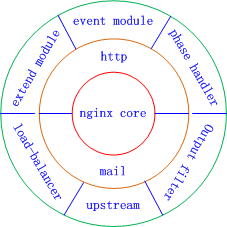 event module
extend module
http
phase handler
nginx core
load-balancer
mail
Output filter
upstream